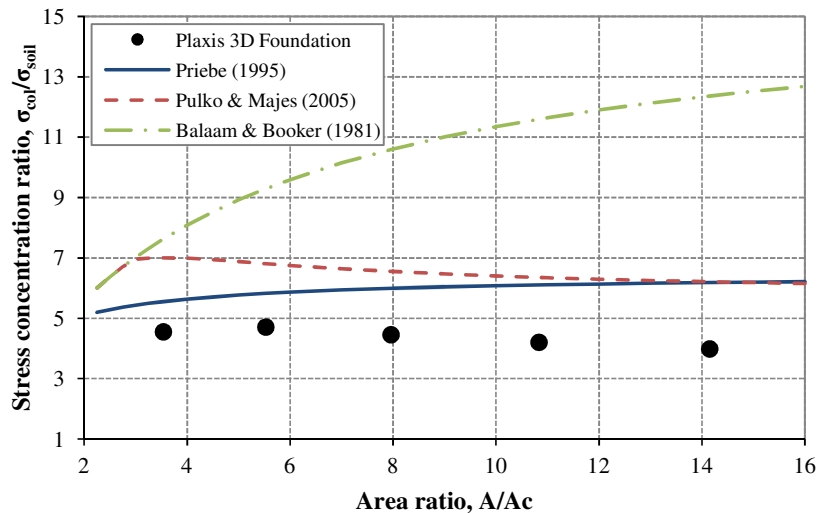 Stress concentration ratio, σcol/σsoil
15
13
11
9
7
5
3
1
Plaxis 3D Foundation
Priebe (1995)
Pulko & Majes (2005)
Balaam & Booker (1981)
2 4 6 8 10 12 14 16
Area ratio, A/Ac